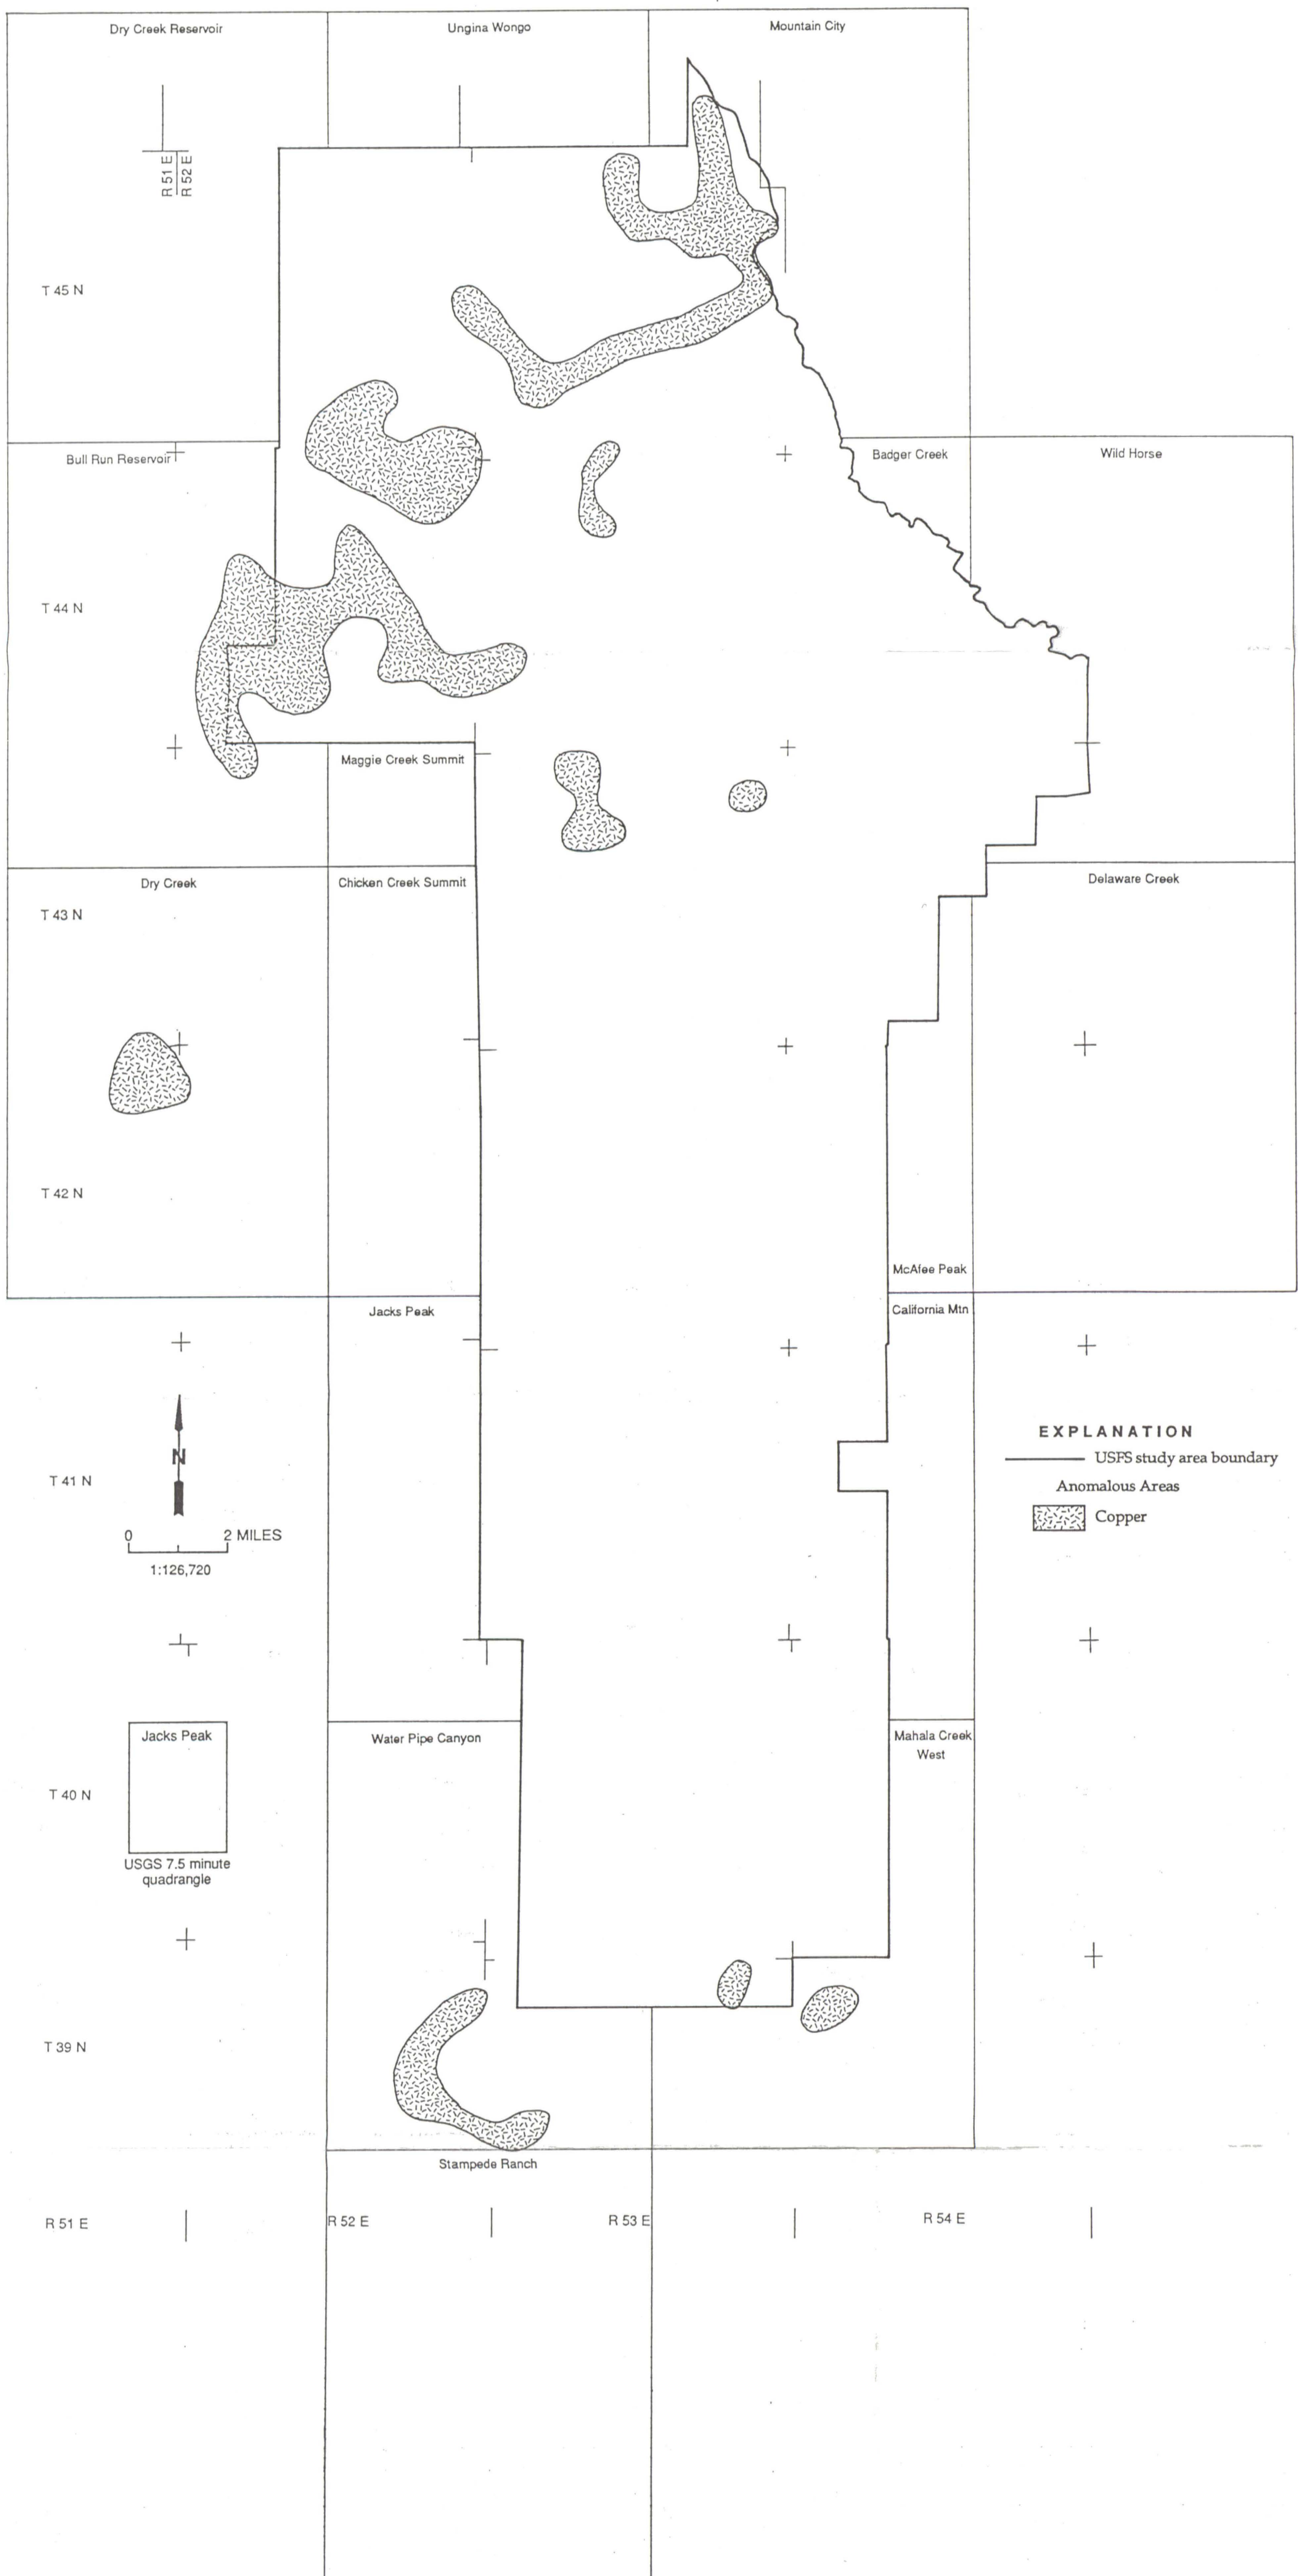 Dry Creek Reservoir
Ungina Wongo
Mountain City
R 51 E
R 52 E
T 45 N
Bull Run Reservoir
Badger Creek
Wild Horse
T 44 N
Maggie Creek Summit
Dry Creek
Chicken Creek Summit
Delaware Creek
T 43 N
T 42 N
McAfee Peak
Jacks Peak
California Mtn
EXPLANATION
USFS study area boundary
Anomalous Areas
Copper
N
T 41 N
0 2 MILES
1:126,720
Jacks Peak
Water Pipe Canyon
Mahala Creek
West
T 40 N
USGS 7.5 minute
quadrangle
T 39 N
Stampede Ranch
R 51 E
R 52 E
R 53 E
R 54 E